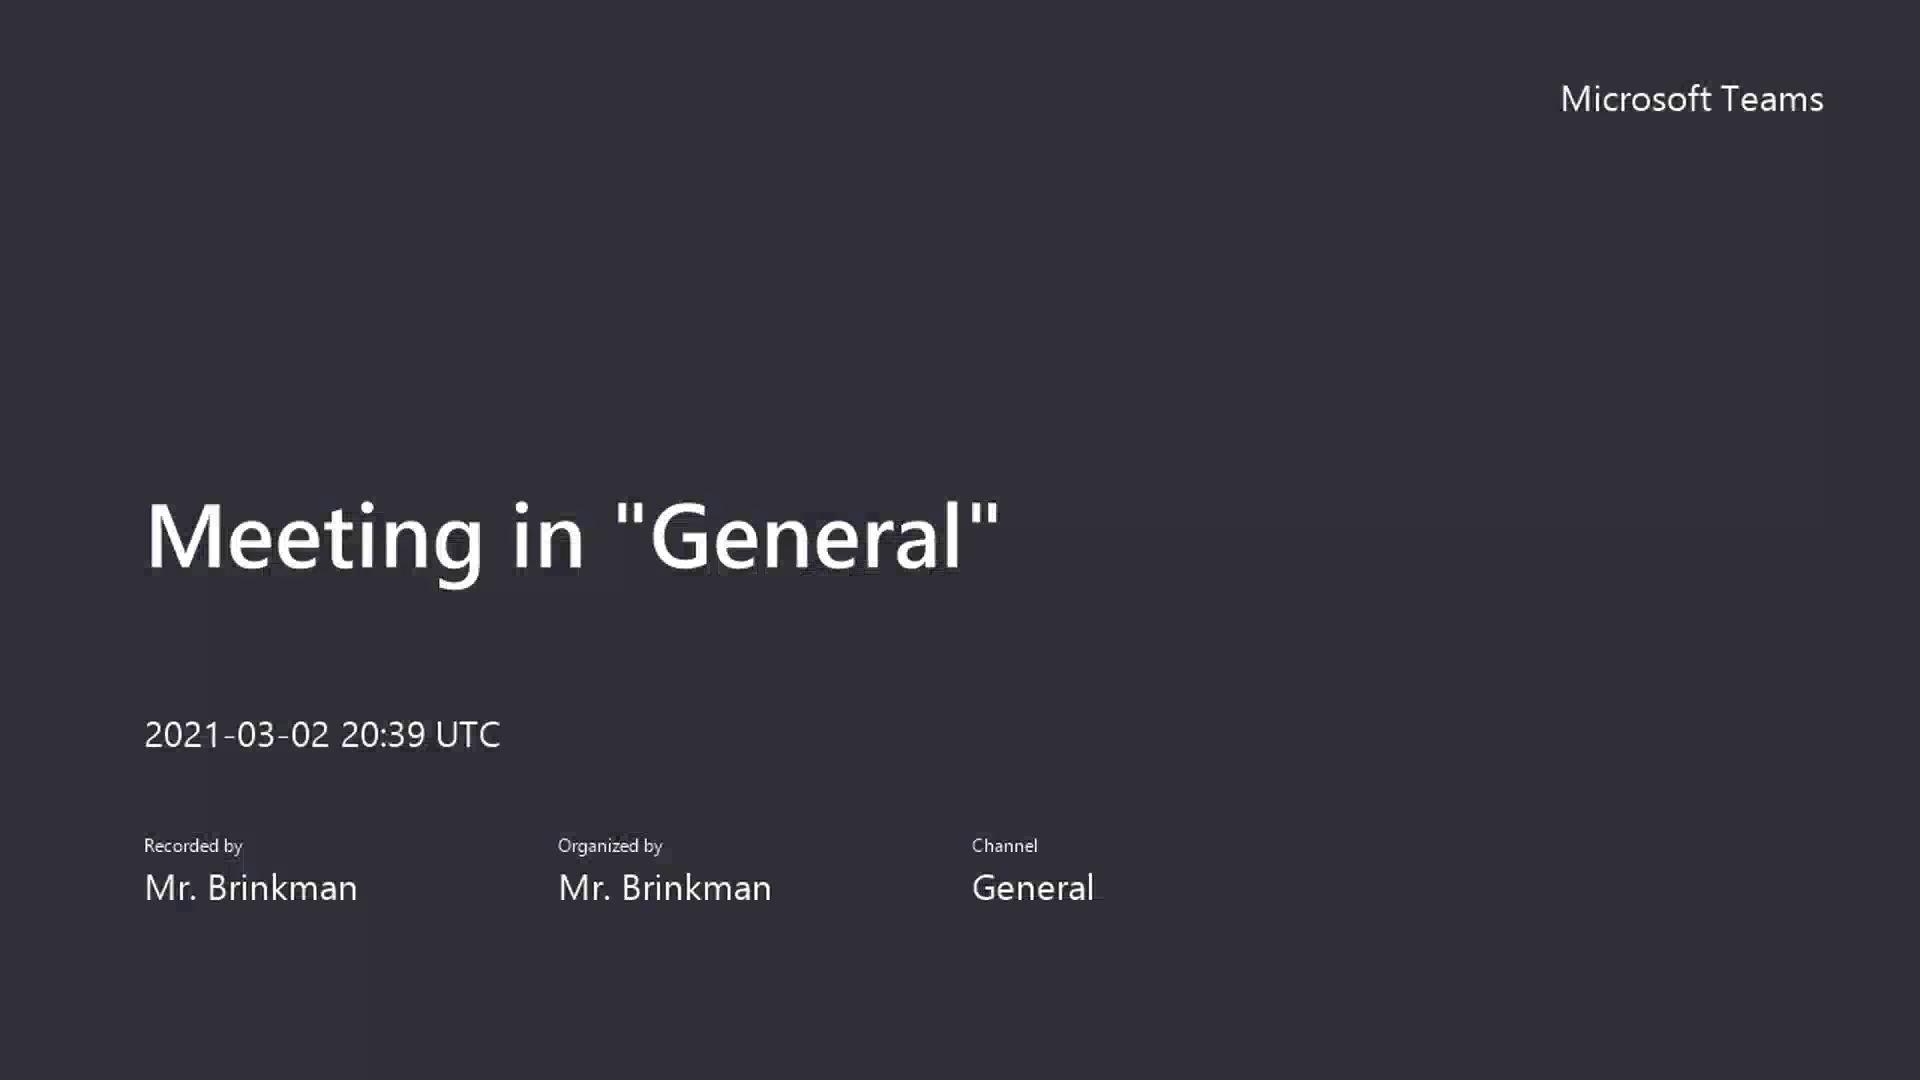 Microsoft Teams
Meeting in "General"
2021-03-02 20:39 UTC
Recorded by
Mr. Brinkman
Organized by
Mr. Brinkman
Channel
General